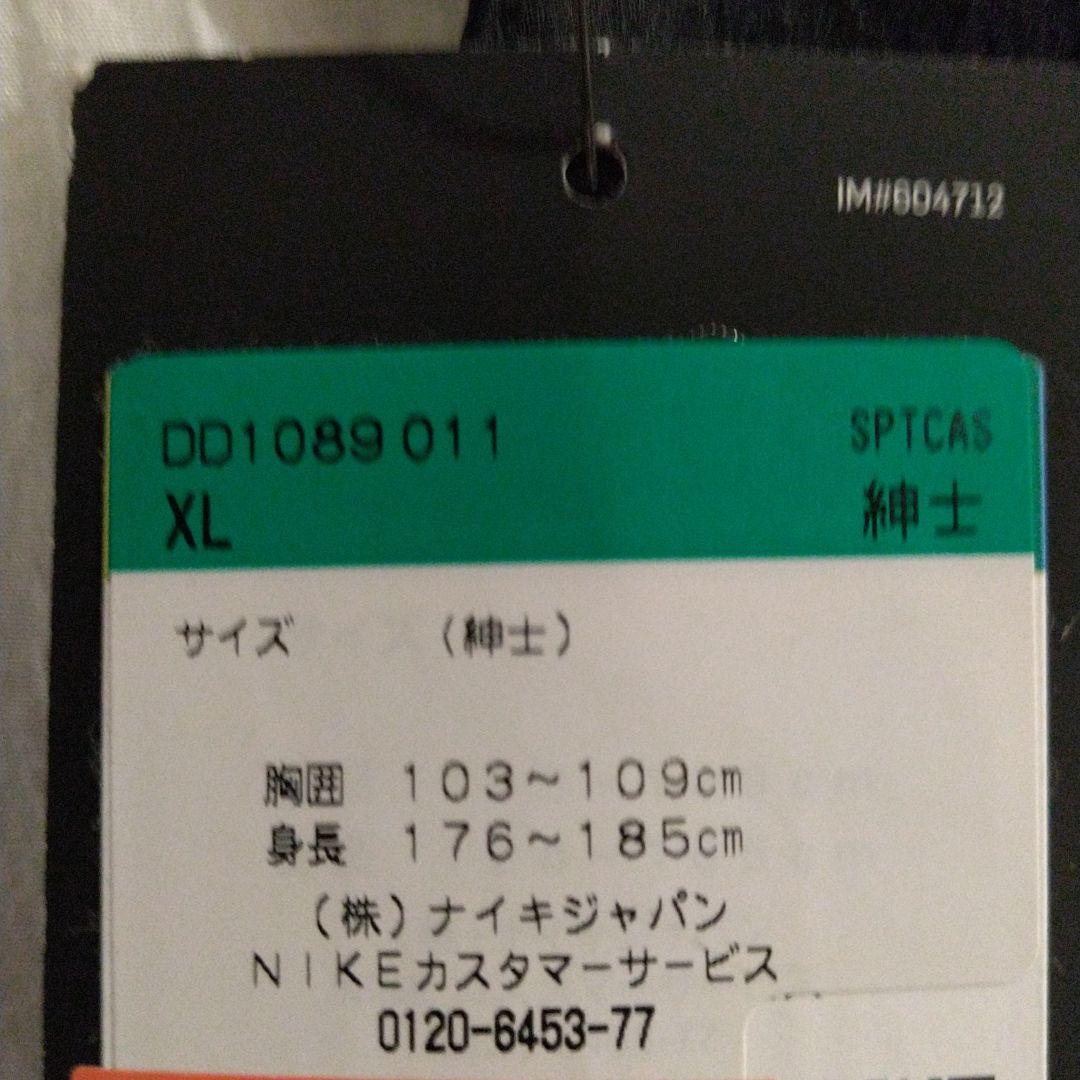 IM#604712
DD1089 011 SPTCAS
XL 紳士
サイズ （紳士）
胸囲 １０３～１０９cm
身長 １７６～１８５cm
（株）ナイキジャパン
ＮＩＫＥカスタマーサービス
0120-6453-77